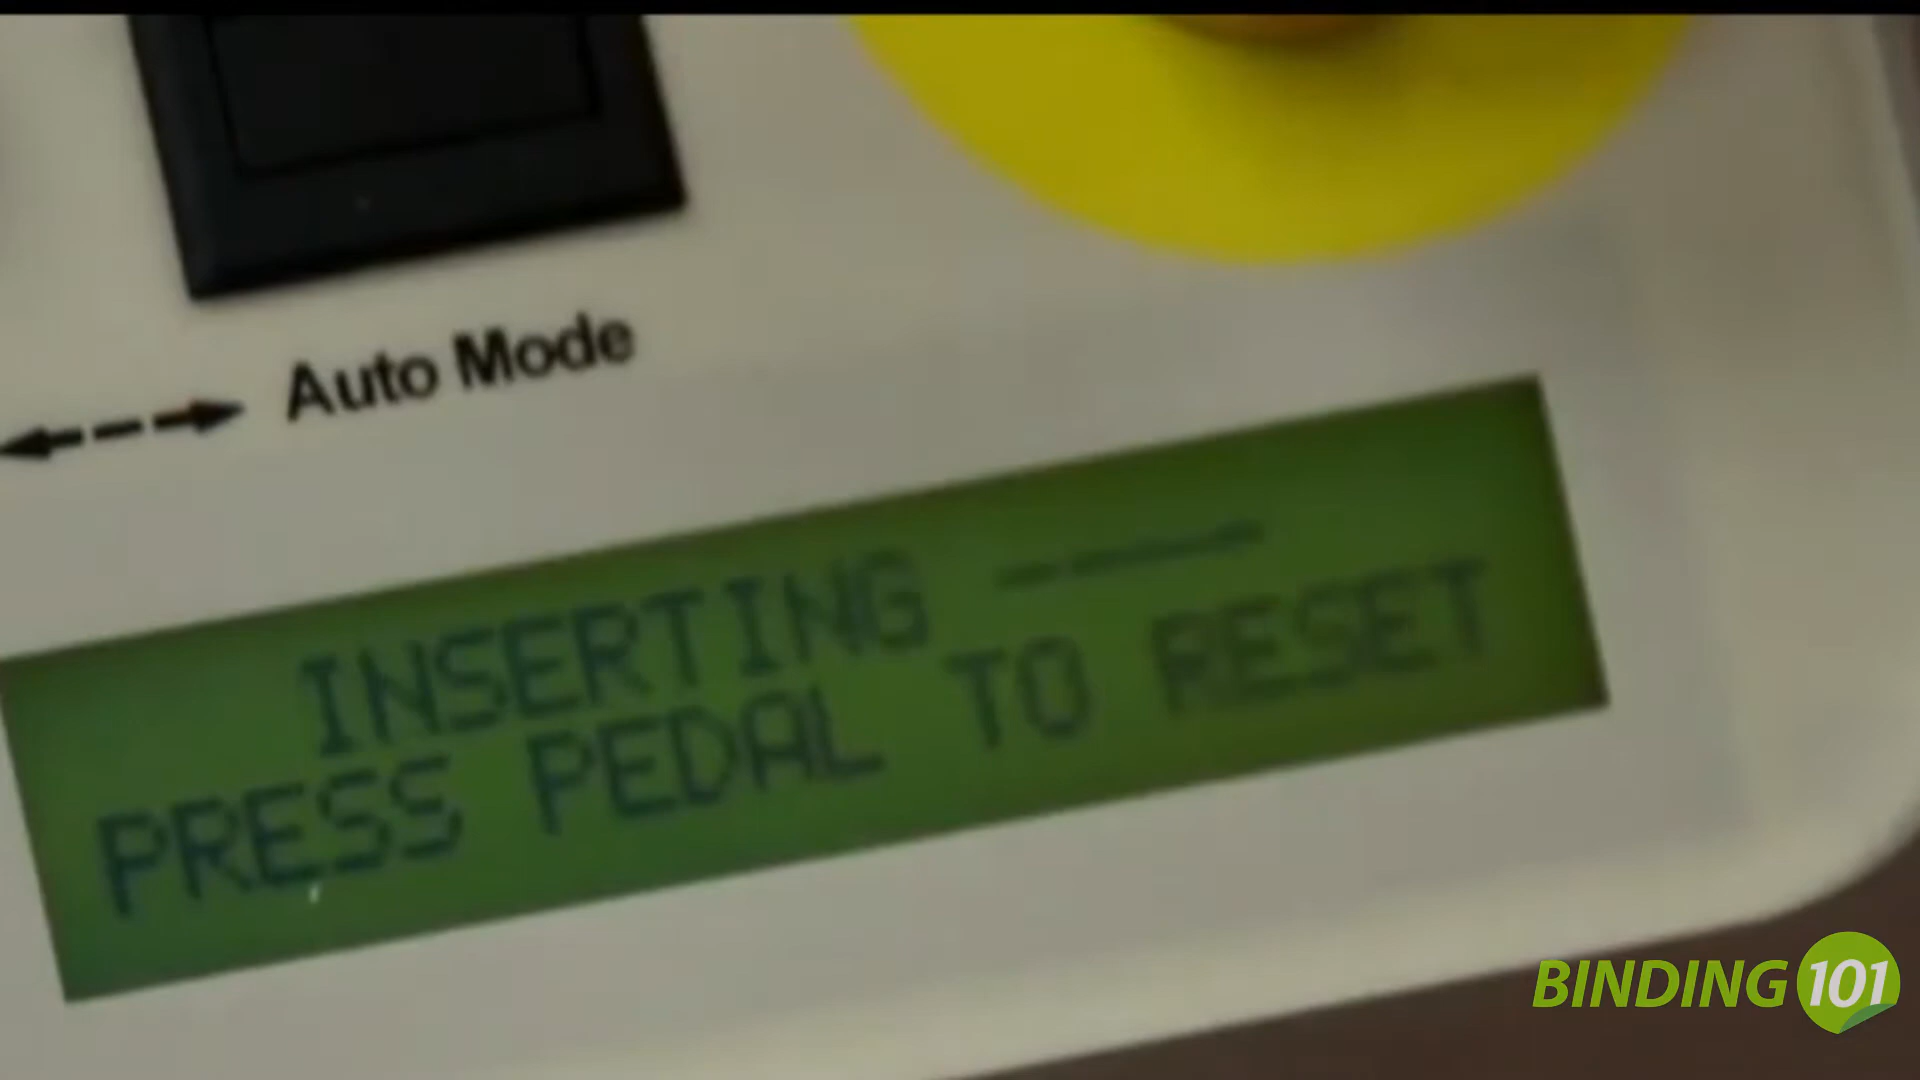 Auto Mode
INSERTING ----
PRESS PEDAL TO RESET
BINDING 101